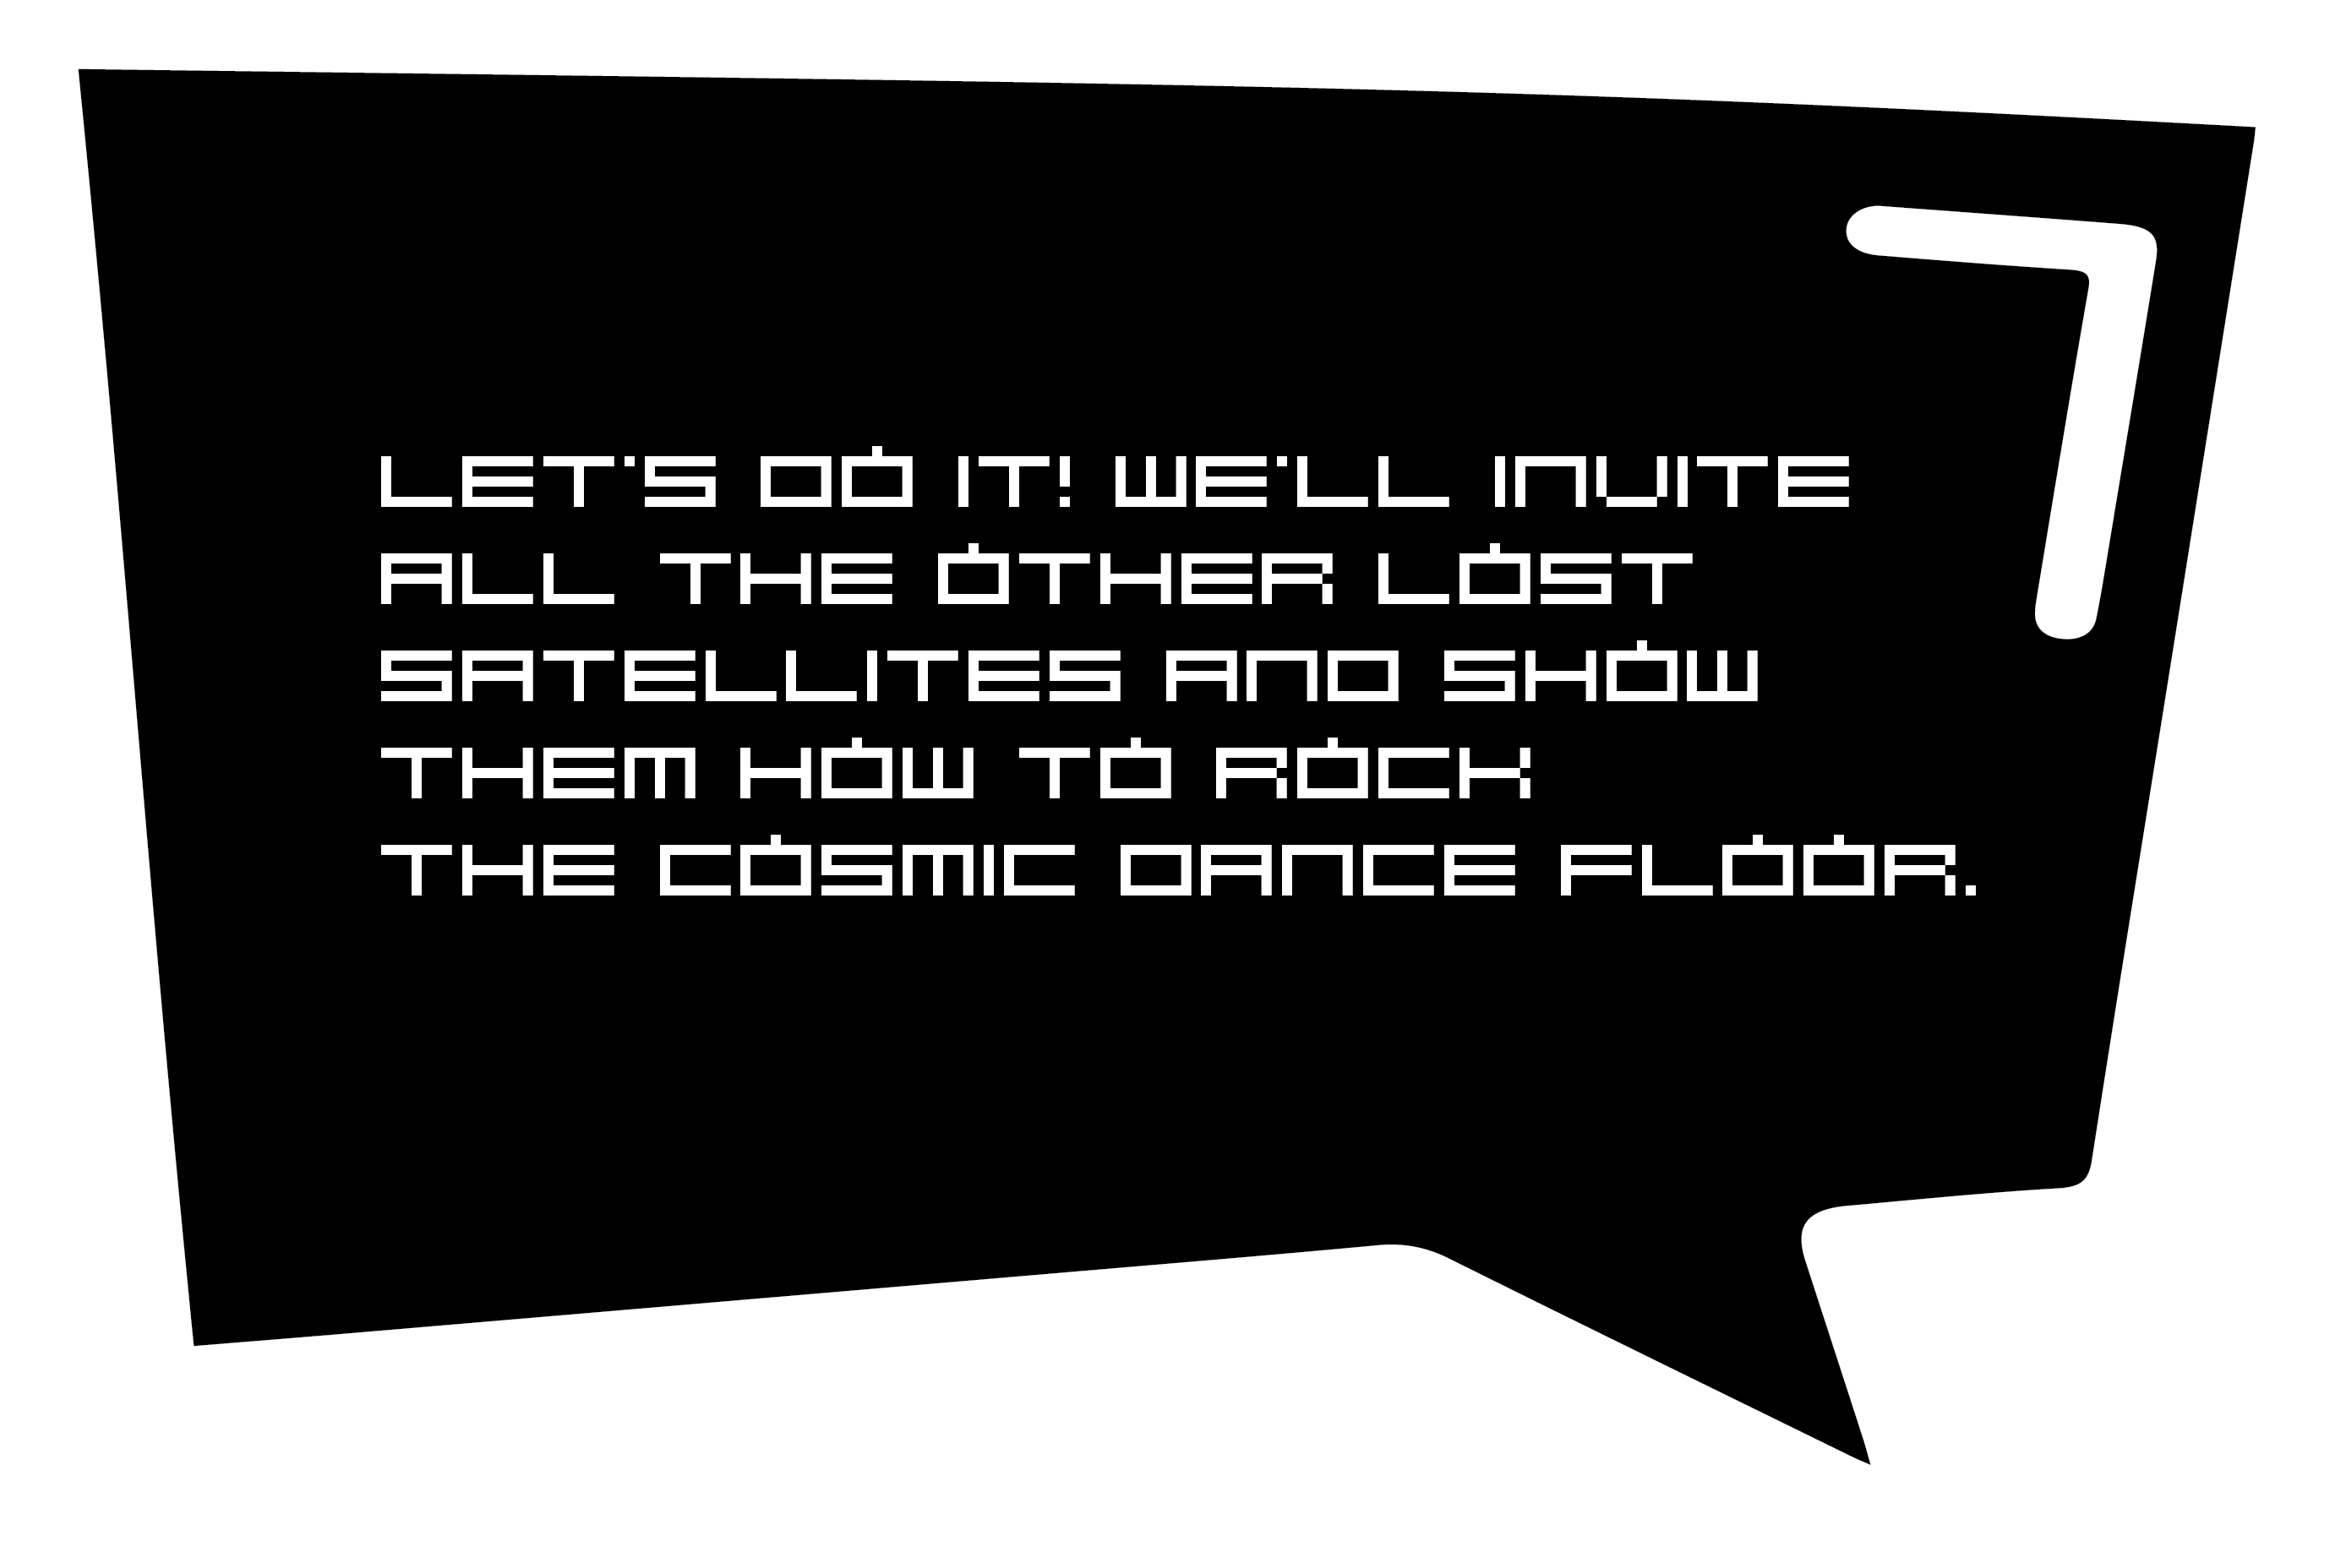 LET'S DO IT! WE'LL INVITE
ALL THE OTHER LOST
SATELLITES AND SHOW
THEM HOW TO ROCK
THE COSMIC DANCE FLOOR.